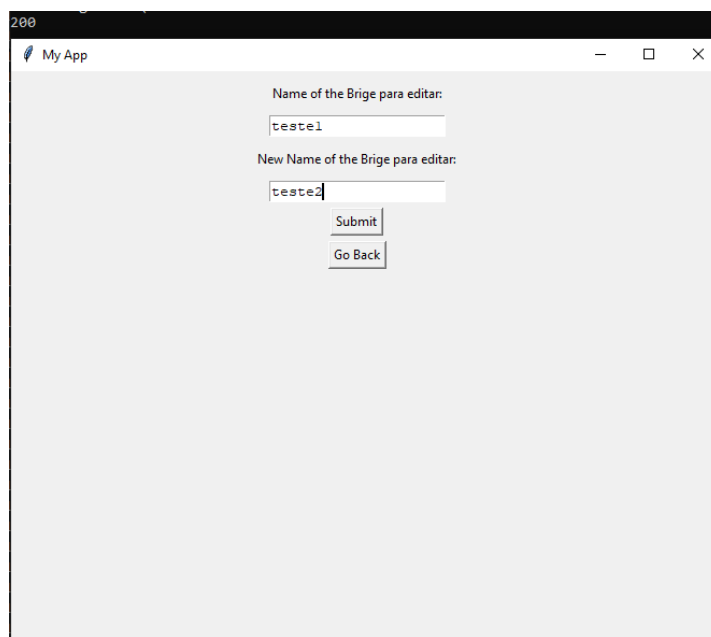 200
My App
Name of the Brige para editar:
teste1
New Name of the Brige para editar:
teste2
Submit
Go Back